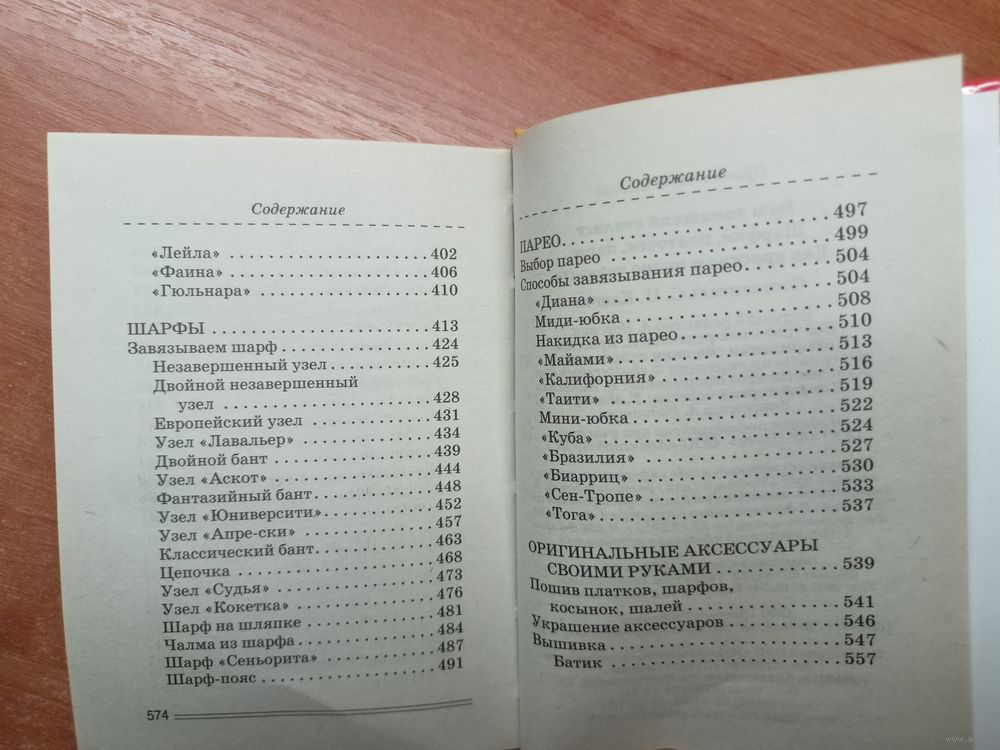 Содержание
«Лейла» . . . . . . . . . . . . . . . . . . . . 402
«Фаина» . . . . . . . . . . . . . . . . . . . . 406
«Гюльнара» . . . . . . . . . . . . . . . . . 410
ШАРФЫ . . . . . . . . . . . . . . . . . . . . . 413
Завязываем шарф . . . . . . . . . . . . . . 424
Незавершенный узел . . . . . . . . . . . 425
Двойной незавершенный
узел . . . . . . . . . . . . . . . . . . . . 428
Европейский узел . . . . . . . . . . . . 431
Узел «Лавальер» . . . . . . . . . . . . . 434
Двойной бант . . . . . . . . . . . . . . . 439
Узел «Аскот» . . . . . . . . . . . . . . . . 444
Фантазийный бант . . . . . . . . . . . . 448
Узел «Юниверсити» . . . . . . . . . . . 452
Узел «Апре-ски» . . . . . . . . . . . . . 457
Классический бант . . . . . . . . . . . . 463
Цепочка . . . . . . . . . . . . . . . . . . . 468
Узел «Судья» . . . . . . . . . . . . . . . . 473
Узел «Кокетка» . . . . . . . . . . . . . . 476
Шарф на шляпке . . . . . . . . . . . . . 481
Чалма из шарфа . . . . . . . . . . . . . . 484
Шарф «Сеньорита» . . . . . . . . . . . . 487
Шарф-пояс . . . . . . . . . . . . . . . . . 491
574
Содержание
ПАРЕО . . . . . . . . . . . . . . . . . . . . . . 497
Выбор парео . . . . . . . . . . . . . . . . . . 499
Способы завязывания парео . . . . . . . . 504
«Диана» . . . . . . . . . . . . . . . . . . . . 504
Миди-юбка . . . . . . . . . . . . . . . . . . 508
Накидка из парео . . . . . . . . . . . . . . 510
«Майами» . . . . . . . . . . . . . . . . . . . 513
«Калифорния» . . . . . . . . . . . . . . . . 516
«Таити» . . . . . . . . . . . . . . . . . . . . 519
Мини-юбка . . . . . . . . . . . . . . . . . . 522
«Куба» . . . . . . . . . . . . . . . . . . . . . 524
«Бразилия» . . . . . . . . . . . . . . . . . . 527
«Биарриц» . . . . . . . . . . . . . . . . . . 530
«Сен-Тропе» . . . . . . . . . . . . . . . . . 533
«Тога» . . . . . . . . . . . . . . . . . . . . . 537
ОРИГИНАЛЬНЫЕ АКСЕССУАРЫ
СВОИМИ РУКАМИ . . . . . . . . . . . . 539
Пошив платков, шарфов,
косынок, шалей . . . . . . . . . . . . . . . 541
Украшение аксессуаров . . . . . . . . . . . 546
Вышивка . . . . . . . . . . . . . . . . . . . . 547
Батик . . . . . . . . . . . . . . . . . . . . . 557